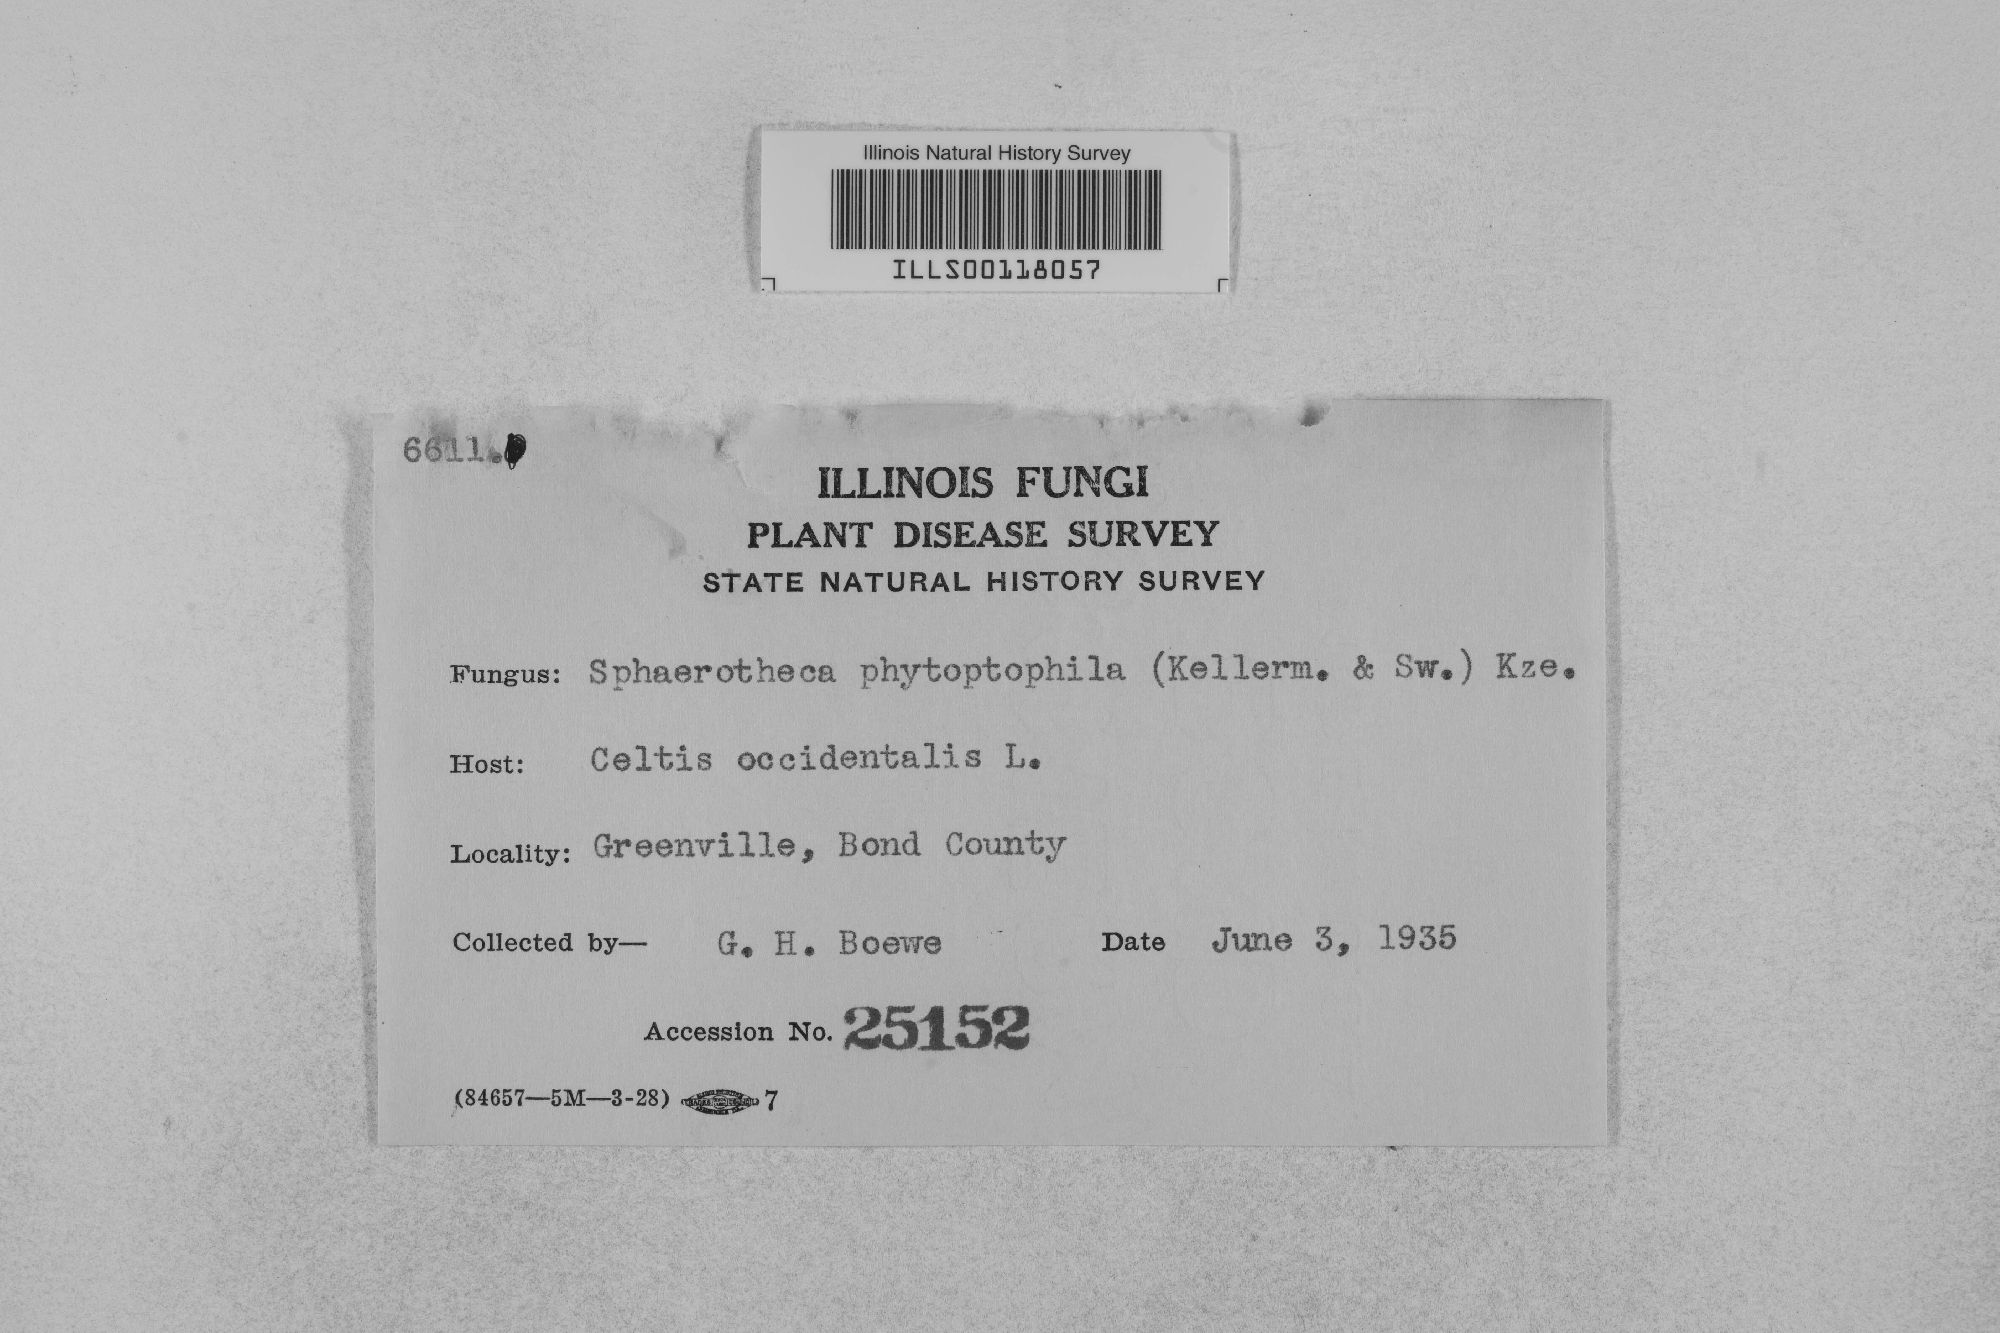 Illinois Natural History Survey
ILLS00118057
6611.
ILLINOIS FUNGI
PLANT DISEASE SURVEY
STATE NATURAL HISTORY SURVEY
Fungus: Sphaerotheca phytoptophila (Kellerm. & Sw.) Kze.
Host: Celtis occidentalis L.
Locality: Greenville, Bond County
Collected by— G. H. Boewe Date June 3, 1935
Accession No. 25152
(84657—5M—3-28) 7